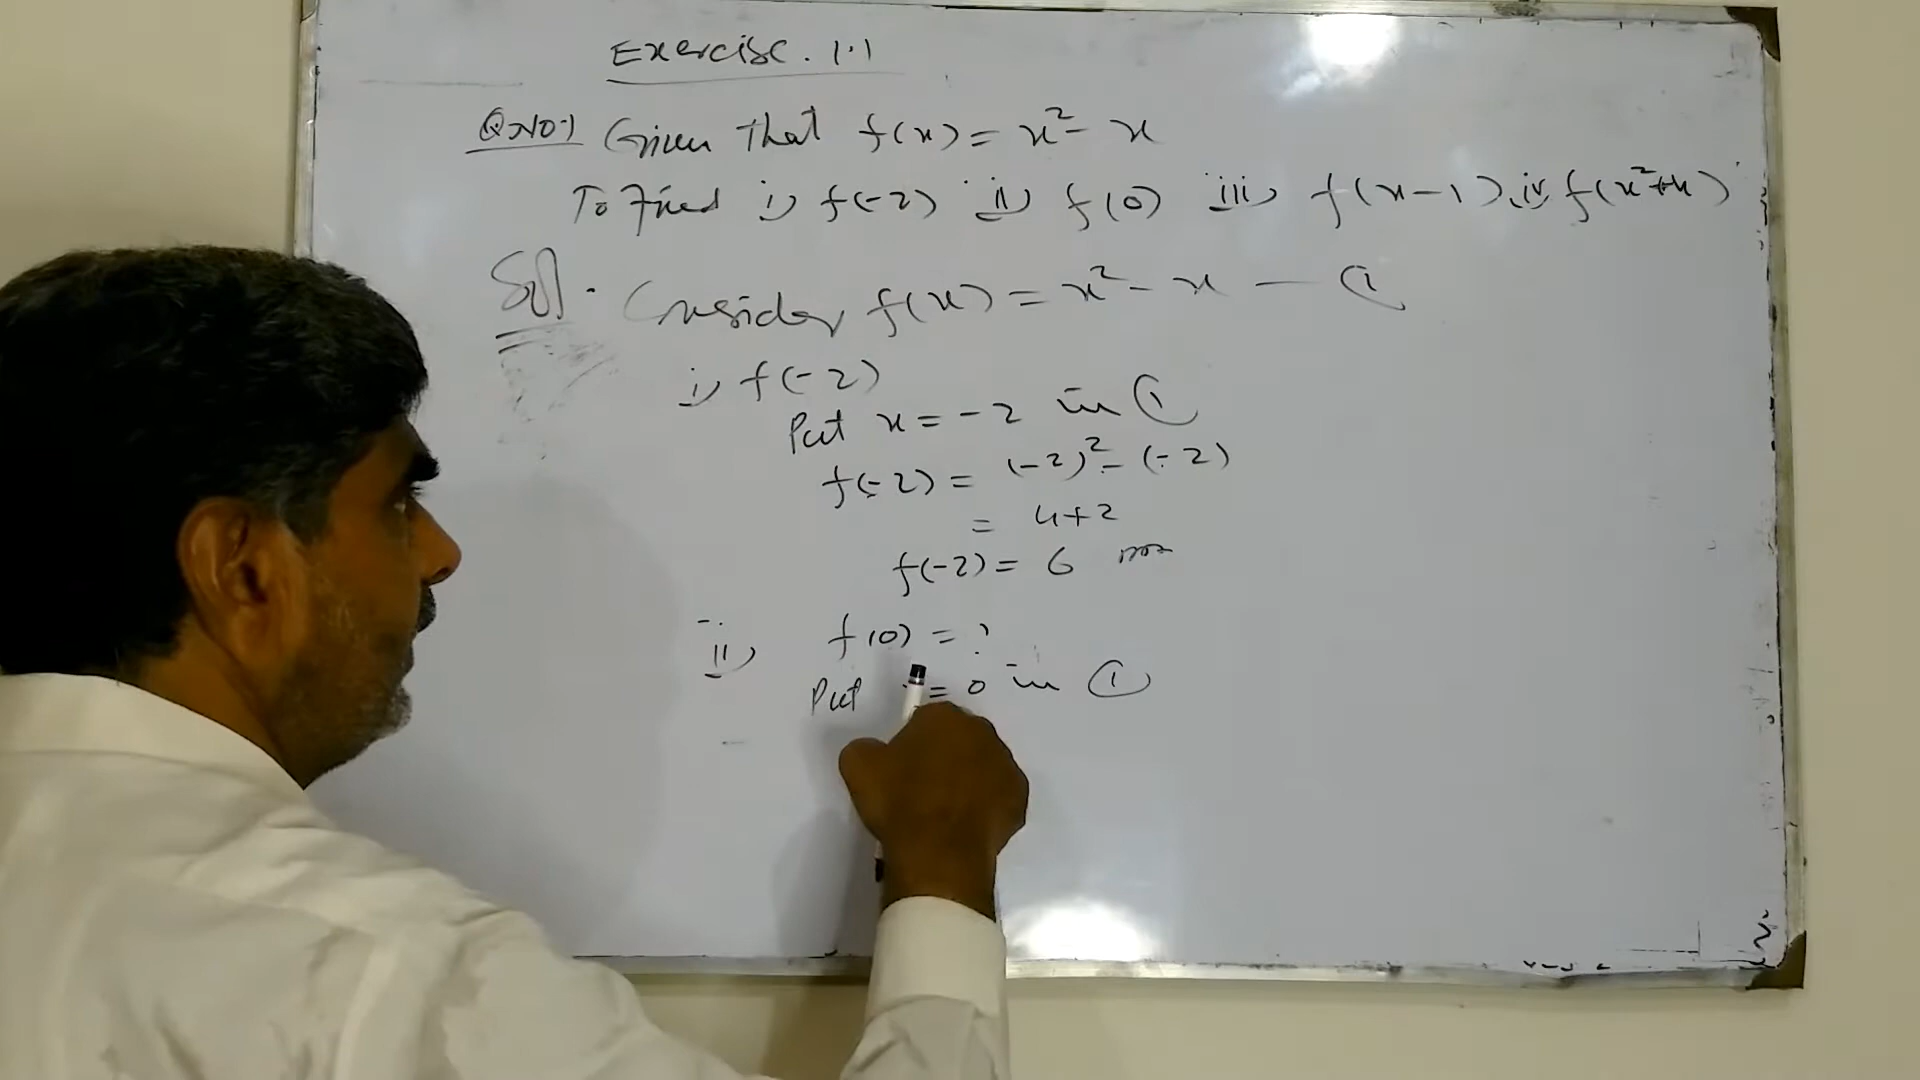 Exercise. 1.1
Q.NO.1 Given That f(x) = x² - x
To Find i) f(-2) ii) f(0) iii) f(x-1), iv) f(x²+x)
Sol. Consider f(x) = x² - x — ①
i) f(-2)
Put x = -2 in ①
f(-2) = (-2)² - (-2)
= 4+2
f(-2) = 6
ii) f(0) = ?
Put = 0 in ①